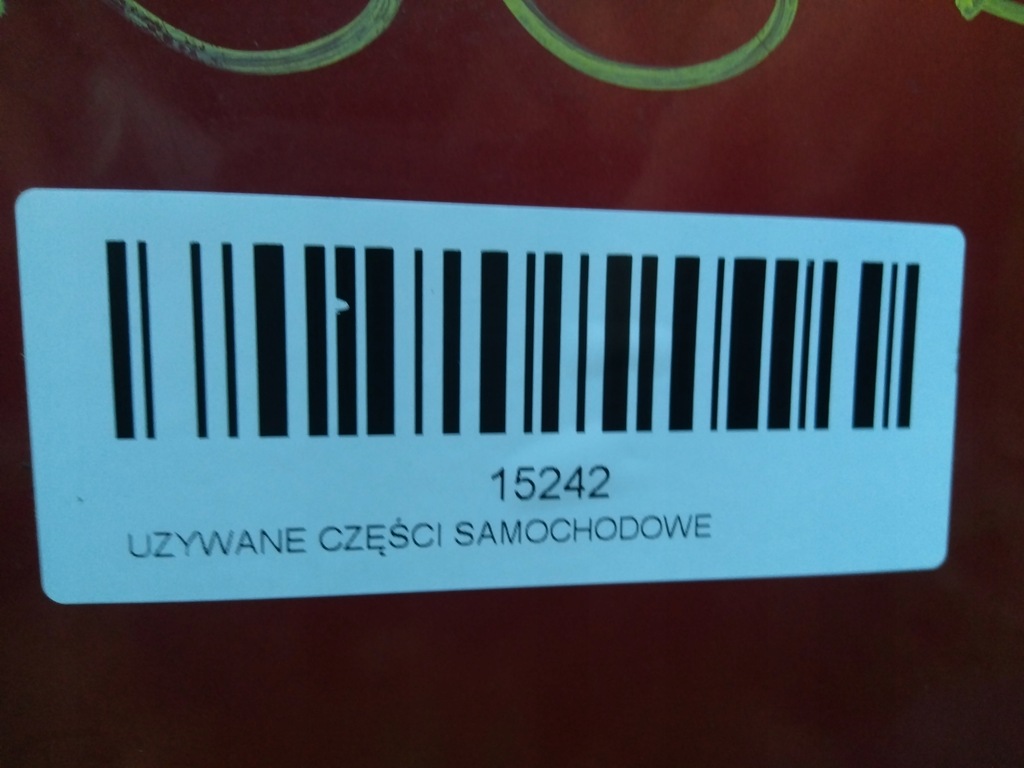 15242
UZYWANE CZĘŚCI SAMOCHODOWE